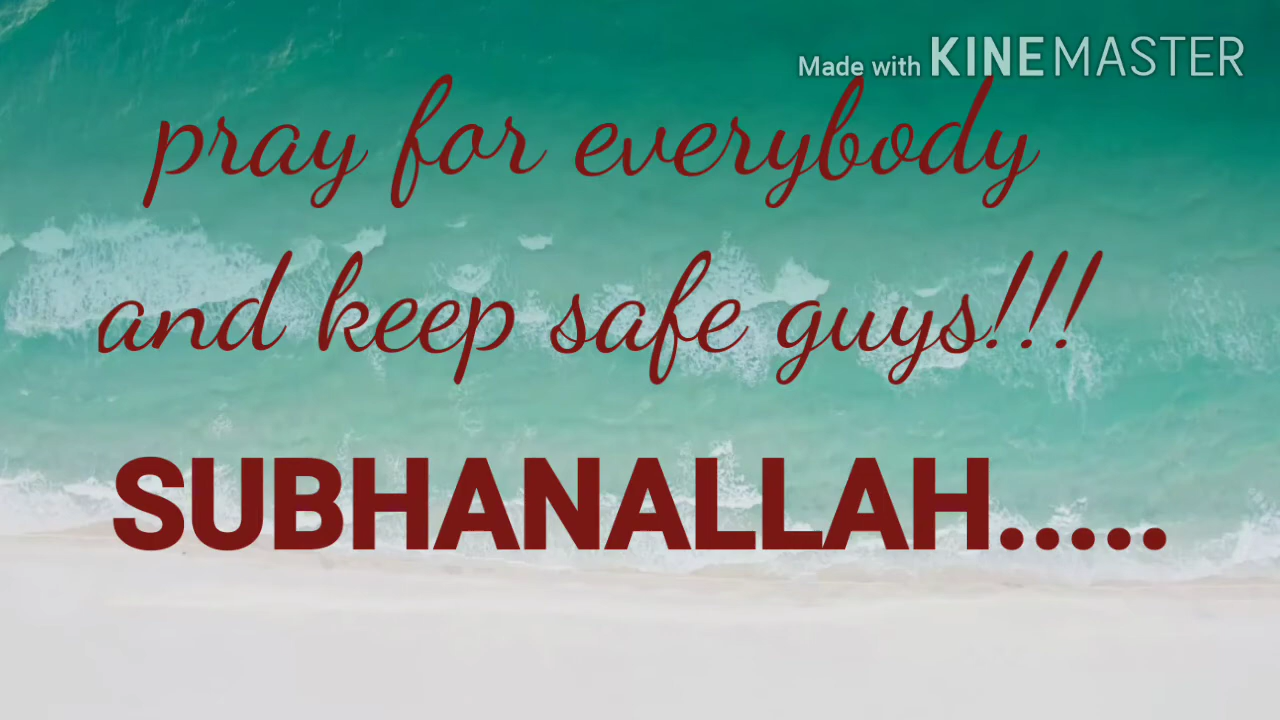 Made with KINEMASTER
pray for everybody
and keep safe guys!!!
SUBHANALLAH.....